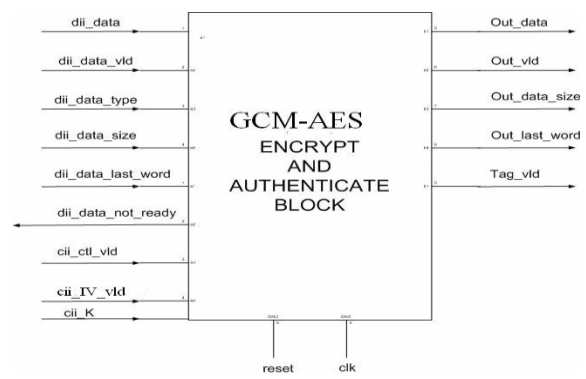 dii_data
dii_data_vld
dii_data_type
dii_data_size
dii_data_last_word
dii_data_not_ready
cii_ctl_vld
cii_IV_vld
cii_K
GCM-AES
ENCRYPT
AND
AUTHENTICATE
BLOCK
Out_data
Out_vld
Out_data_size
Out_last_word
Tag_vld
reset
clk